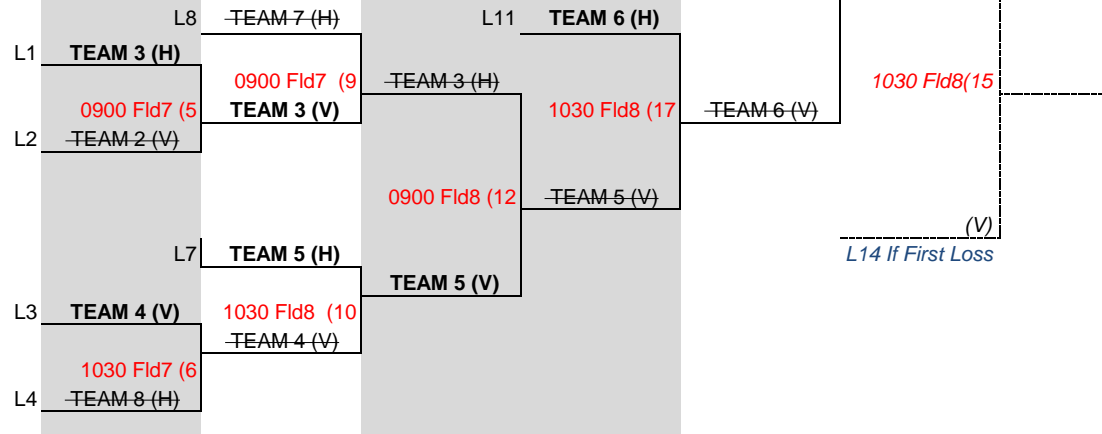 L8 TEAM 7 (H) L11 TEAM 6 (H)
L1 TEAM 3 (H)
0900 Fld7 (9 TEAM 3 (H) 1030 Fld8(15
0900 Fld7 (5 TEAM 3 (V) 1030 Fld8 (17 TEAM 6 (V)
L2 TEAM 2 (V)
0900 Fld8 (12 TEAM 5 (V)
(V)
L7 TEAM 5 (H) L14 If First Loss
TEAM 5 (V)
L3 TEAM 4 (V) 1030 Fld8 (10
TEAM 4 (V)
1030 Fld7 (6
L4 TEAM 8 (H)